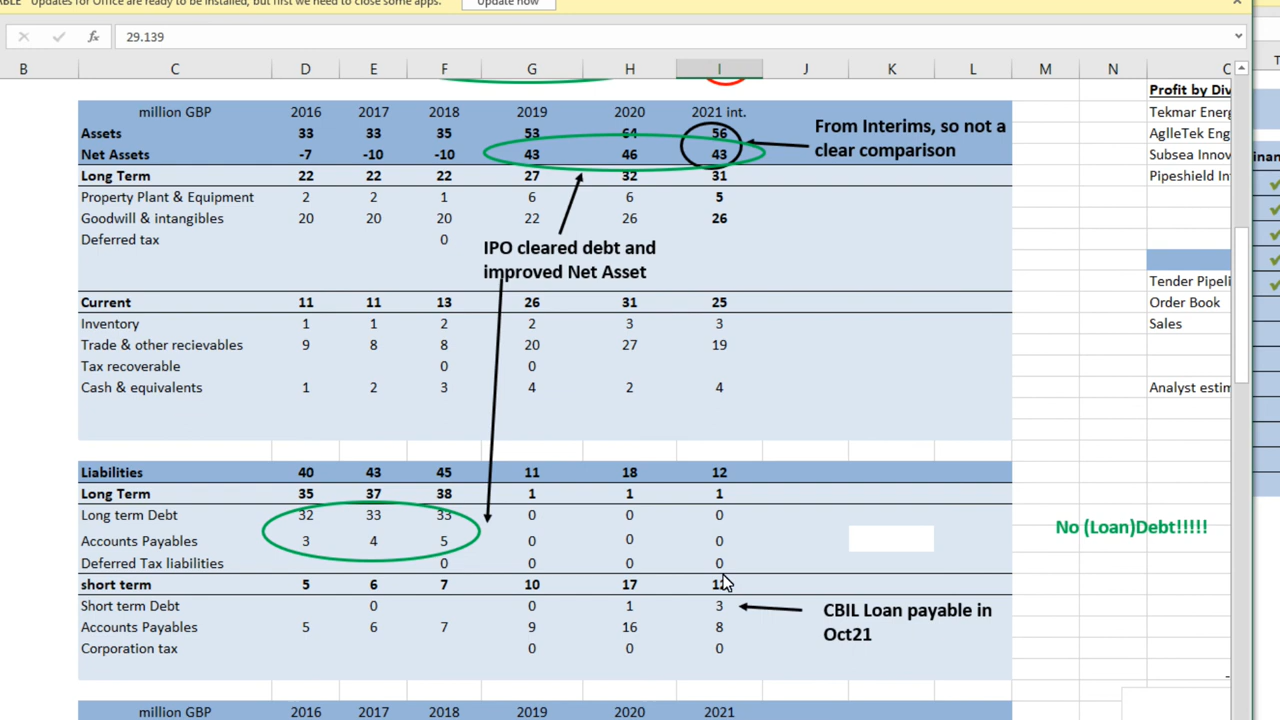 ABLE Updates for Office are ready to be installed, but first we need to close some apps. Update now
29.139
B C D E F G H I J K L M N
million GBP 2016 2017 2018 2019 2020 2021 int.
Assets 33 33 35 53 64 56
Net Assets -7 -10 -10 43 46 43
Long Term 22 22 22 27 32 31
Property Plant & Equipment 2 2 1 6 6 5
Goodwill & intangibles 20 20 20 22 26 26
Deferred tax 0
From Interims, so not a
clear comparison
IPO cleared debt and
improved Net Asset
Current 11 11 13 26 31 25
Inventory 1 1 2 2 3 3
Trade & other recievables 9 8 8 20 27 19
Tax recoverable 0 0
Cash & equivalents 1 2 3 4 2 4
Liabilities 40 43 45 11 18 12
Long Term 35 37 38 1 1 1
Long term Debt 32 33 33 0 0 0
Accounts Payables 3 4 5 0 0 0
Deferred Tax liabilities 0 0 0 0
short term 5 6 7 10 17
Short term Debt 0 0 1 3
Accounts Payables 5 6 7 9 16 8
Corporation tax 0 0 0
CBIL Loan payable in
Oct21
No (Loan)Debt!!!!!
million GBP 2016 2017 2018 2019 2020 2021
Profit by Div
Tekmar Energ
AglleTek Eng
Subsea Innov
Pipeshield In
Tender Pipeli
Order Book
Sales
Analyst estim
inan